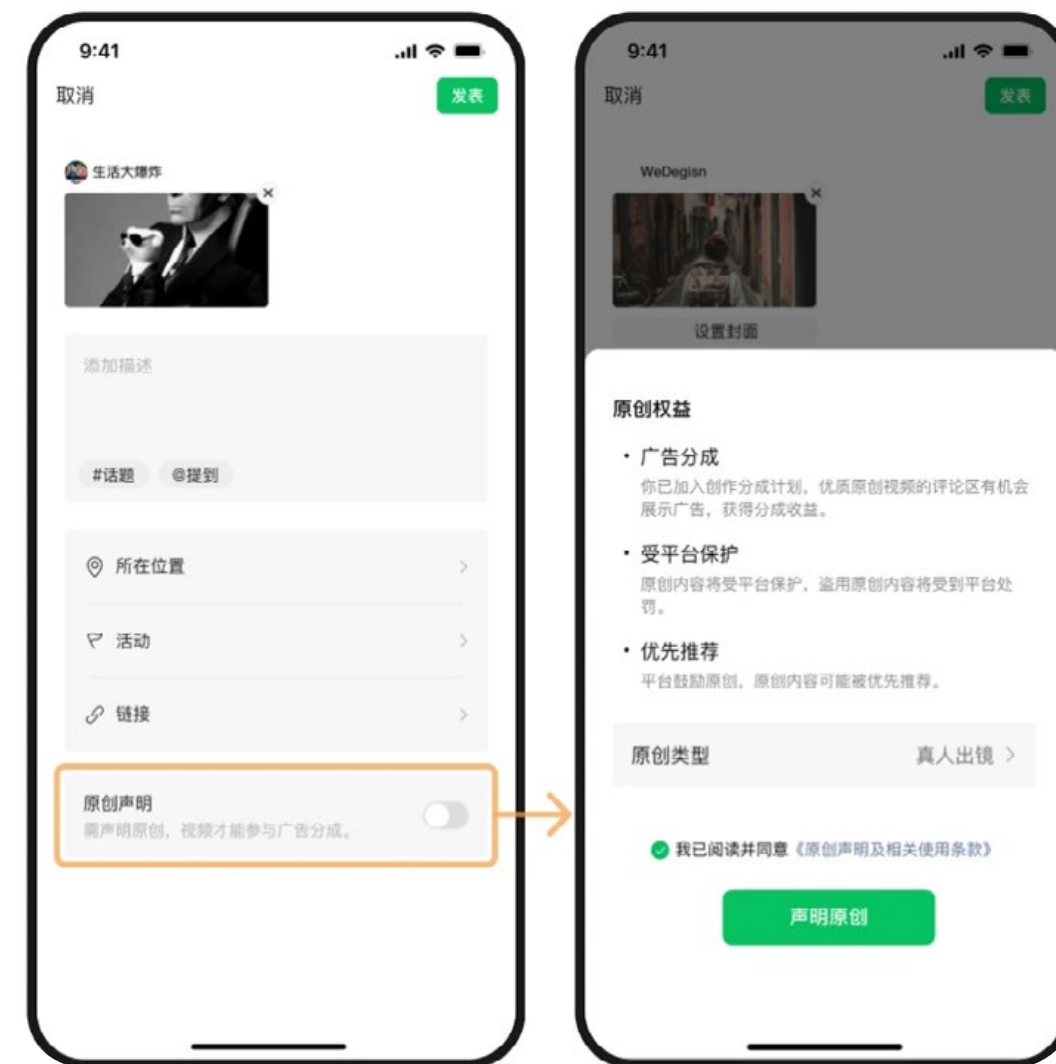 9:41
取消
发表
生活大爆炸
添加描述
#话题 @提到
所在位置
活动
链接
原创声明
需声明原创，视频才能参与广告分成。
9:41
取消
发表
WeDegisn
设置封面
原创权益
· 广告分成
你已加入创作分成计划，优质原创视频的评论区有机会
展示广告，获得分成收益。
· 受平台保护
原创内容将受平台保护，盗用原创内容将受到平台处
罚。
· 优先推荐
平台鼓励原创，原创内容可能被优先推荐。
原创类型 真人出镜
我已阅读并同意《原创声明及相关使用条款》
声明原创